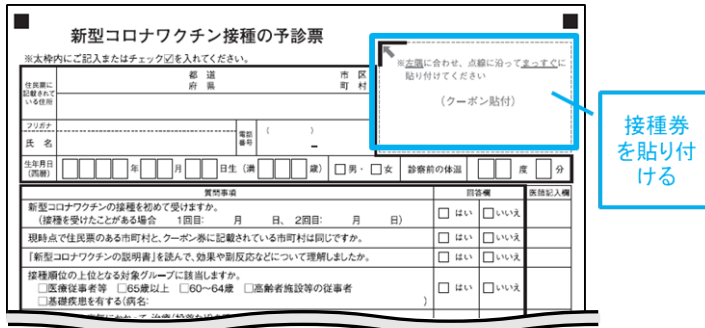 新型コロナワクチン接種の予診票
※太枠内にご記入またはチェック☑を入れてください。
※左隅に合わせ、点線に沿ってまっすぐに
貼り付けてください
(クーポン貼付)
接種券
を貼り付
ける
住民票に
記載されて
いる住所
都 道
府 県
市 区
町 村
フリガナ
氏 名
電話
番号
( )
－
生年月日
(西暦)
年 月 日生 (満 歳) □男・□女 診察前の体温 度 分
質問事項 回答欄 医師記入欄
新型コロナワクチンの接種を初めて受けますか。
(接種を受けたことがある場合 1回目: 月 日、 2回目: 月 日)
□ はい □ いいえ
現時点で住民票のある市町村と、クーポン券に記載されている市町村は同じですか。 □ はい □ いいえ
「新型コロナワクチンの説明書」を読んで、効果や副反応などについて理解しましたか。 □ はい □ いいえ
接種順位の上位となる対象グループに該当しますか。
□医療従事者等 □65歳以上 □60～64歳 □高齢者施設等の従事者
□基礎疾患を有する(病名: )
□ はい □ いいえ